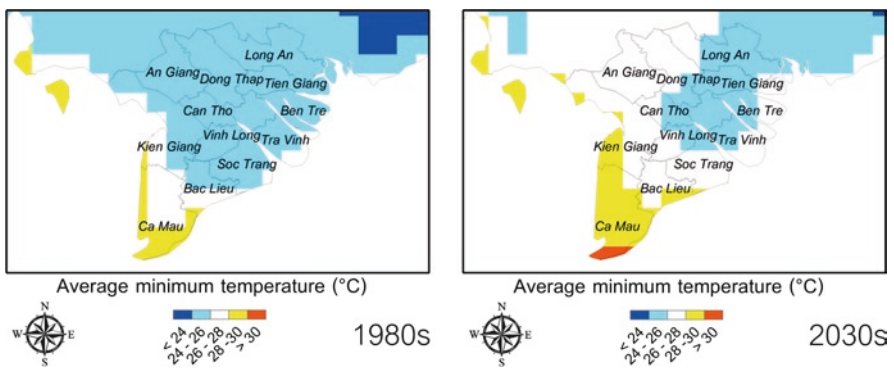 Long An
An Giang
Dong Thap
Tien Giang
Can Tho
Ben Tre
Vinh Long
Tra Vinh
Kien Giang
Soc Trang
Bac Lieu
Ca Mau
Average minimum temperature (°C)
N
W E
S
< 24
24 - 26
26 - 28
28 -30
> 30
1980s
Long An
An Giang
Dong Thap
Tien Giang
Can Tho
Ben Tre
Vinh Long
Tra Vinh
Kien Giang
Soc Trang
Bac Lieu
Ca Mau
Average minimum temperature (°C)
N
W E
S
< 24
24 - 26
26 - 28
28 -30
> 30
2030s